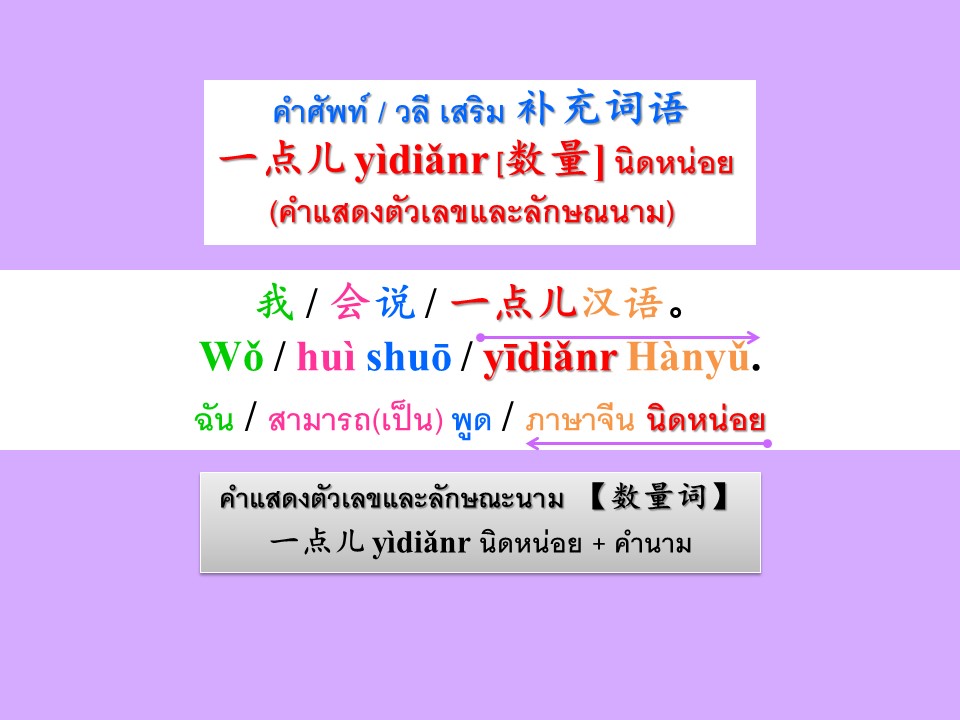 คำศัพท์ / วลี เสริม 补充词语
一点儿 yìdiǎnr [数量] นิดหน่อย
(คำแสดงตัวเลขและลักษณนาม)
我 / 会说 / 一点儿汉语。
Wǒ / huì shuō / yīdiǎnr Hànyǔ.
ฉัน / สามารถ(เป็น) พูด / ภาษาจีน นิดหน่อย
คำแสดงตัวเลขและลักษณะนาม 【数量词】
一点儿 yìdiǎnr นิดหน่อย + คำนาม